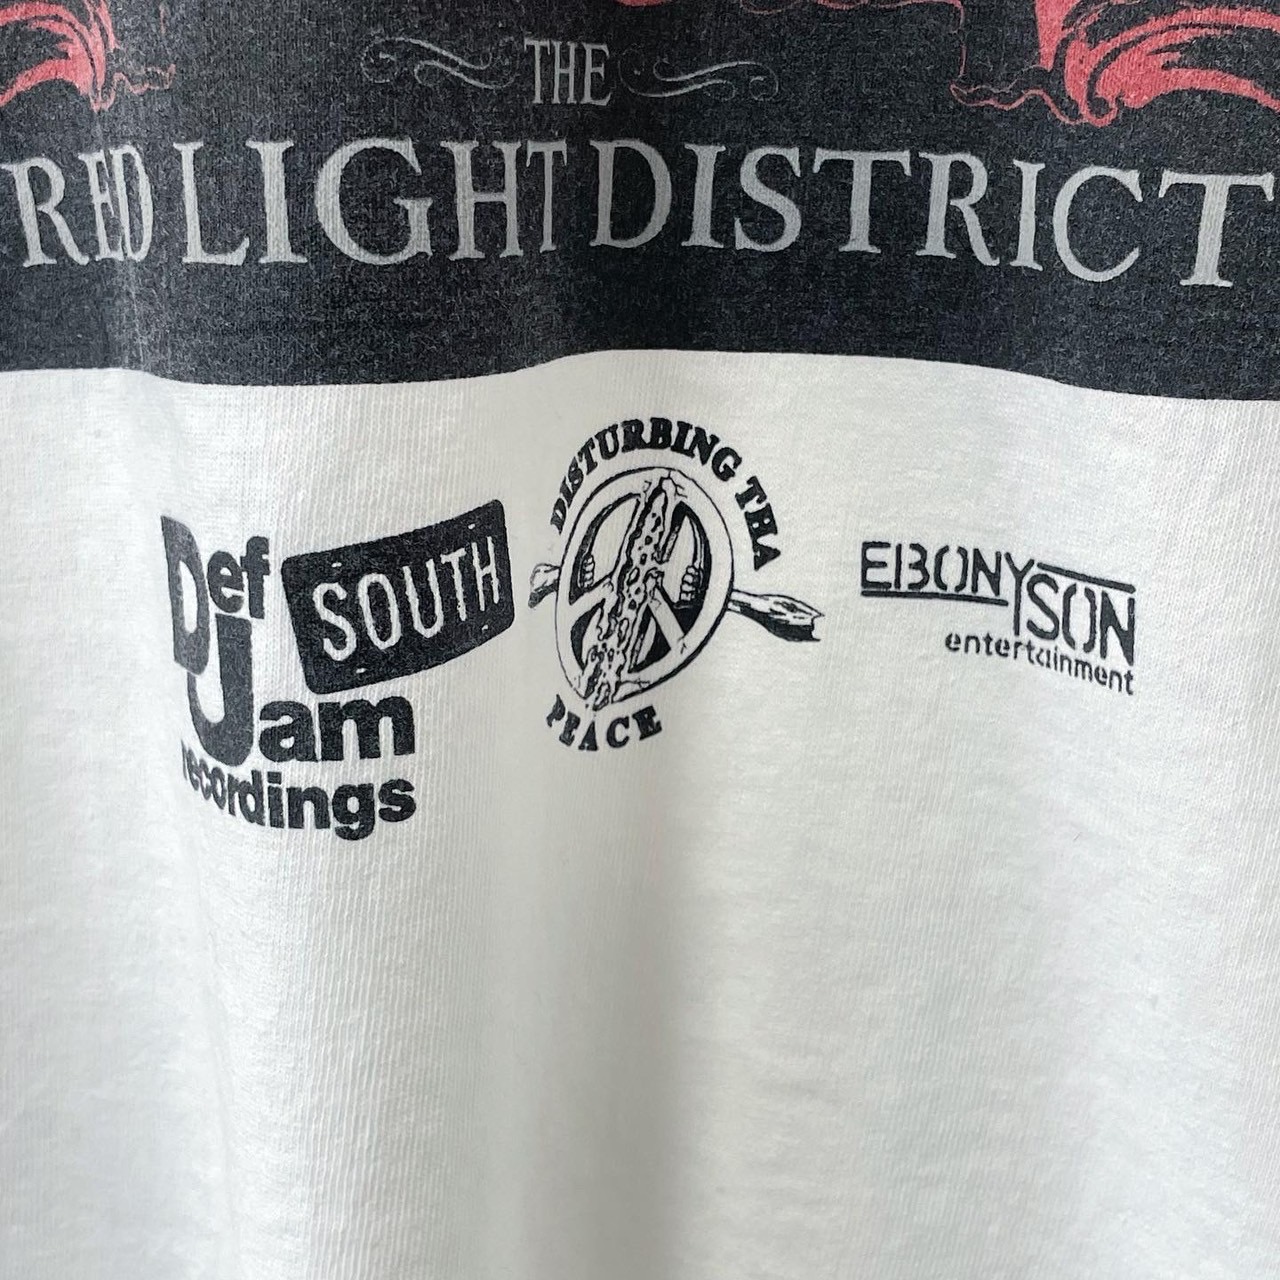 THE
RED LIGHT DISTRICT
DISTURBING THA
PEACE
Def
Jam
recordings
SOUTH
EBONYSON
entertainment